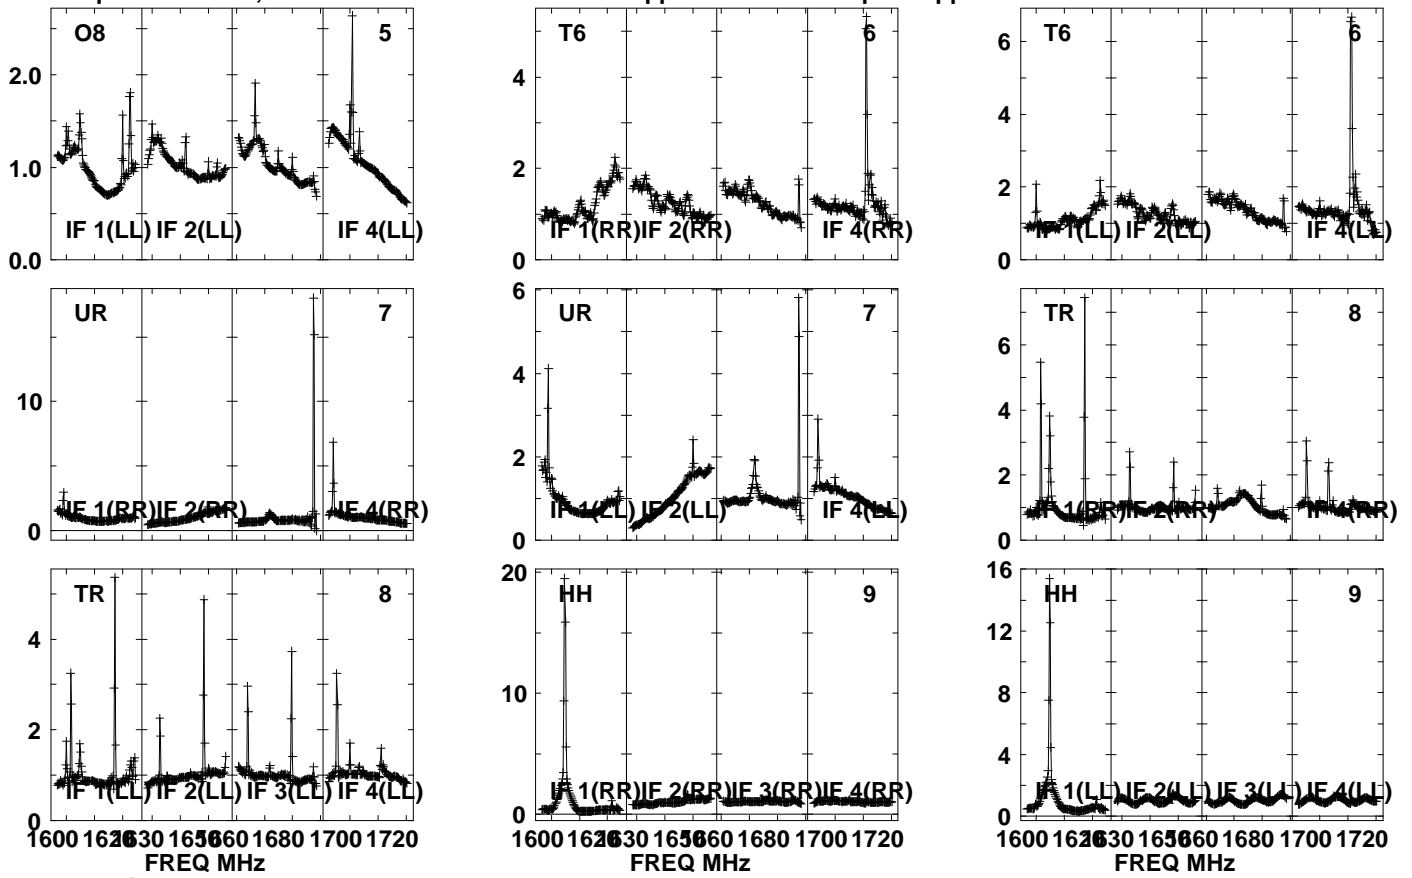 O8 5
T6 6
T6 6
2.0
1.0
0.0
IF 1(LL) IF 2(LL) IF 4(LL)
4
2
0
IF 1(RR) IF 2(RR) IF 4(RR)
6
4
2
0
IF 1(LL) IF 2(LL) IF 4(LL)
UR 7
UR 7
TR 8
10
0
IF 1(RR) IF 2(RR) IF 4(RR)
6
4
2
0
IF 1(LL) IF 2(LL) IF 4(LL)
6
4
2
0
IF 1(RR) IF 2(RR) IF 4(RR)
TR 8
HH 9
HH 9
4
2
0
IF 1(LL) IF 2(LL) IF 3(LL) IF 4(LL)
20
10
0
IF 1(RR) IF 2(RR) IF 3(RR) IF 4(RR)
16
12
8
4
0
IF 1(LL) IF 2(LL) IF 3(LL) IF 4(LL)
1600 1630 1700
1600 1630 1700
1600 1630 1700
FREQ MHz
FREQ MHz
FREQ MHz